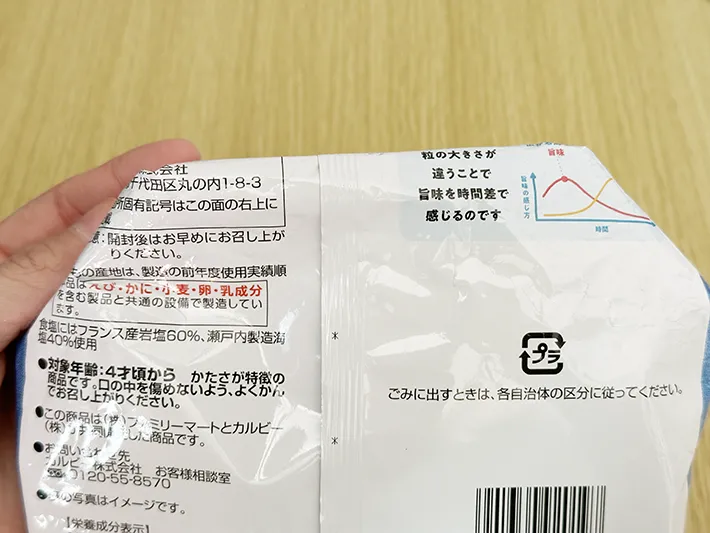 株式会社
千代田区丸の内1-8-3
所固有記号はこの面の右上に
意:開封後はお早めにお召し上が
りください。
もの産地は、製造の前年度使用実績順
品はえび・かに・小麦・卵・乳成分
を含む製品と共通の設備で製造してい
ます。
食塩にはフランス産岩塩60%、瀬戸内製造海
塩40%使用
●対象年齢:4才頃から かたさが特徴の
商品です。口の中を傷めないよう、よくかん
でお召し上がりください。
●この商品は(株)ファミリーマートとカルビー
(株)が共同した商品です。
●お問い合わせ先
カルビー株式会社 お客様相談室
0120-55-8570
の写真はイメージです。
【栄養成分表示】
粒の大きさが
違うことで
旨味を時間差で
感じるのです
旨味
旨味の感じ方
時間
*
プラ
ごみに出すときは、各自治体の区分に従ってください。
*